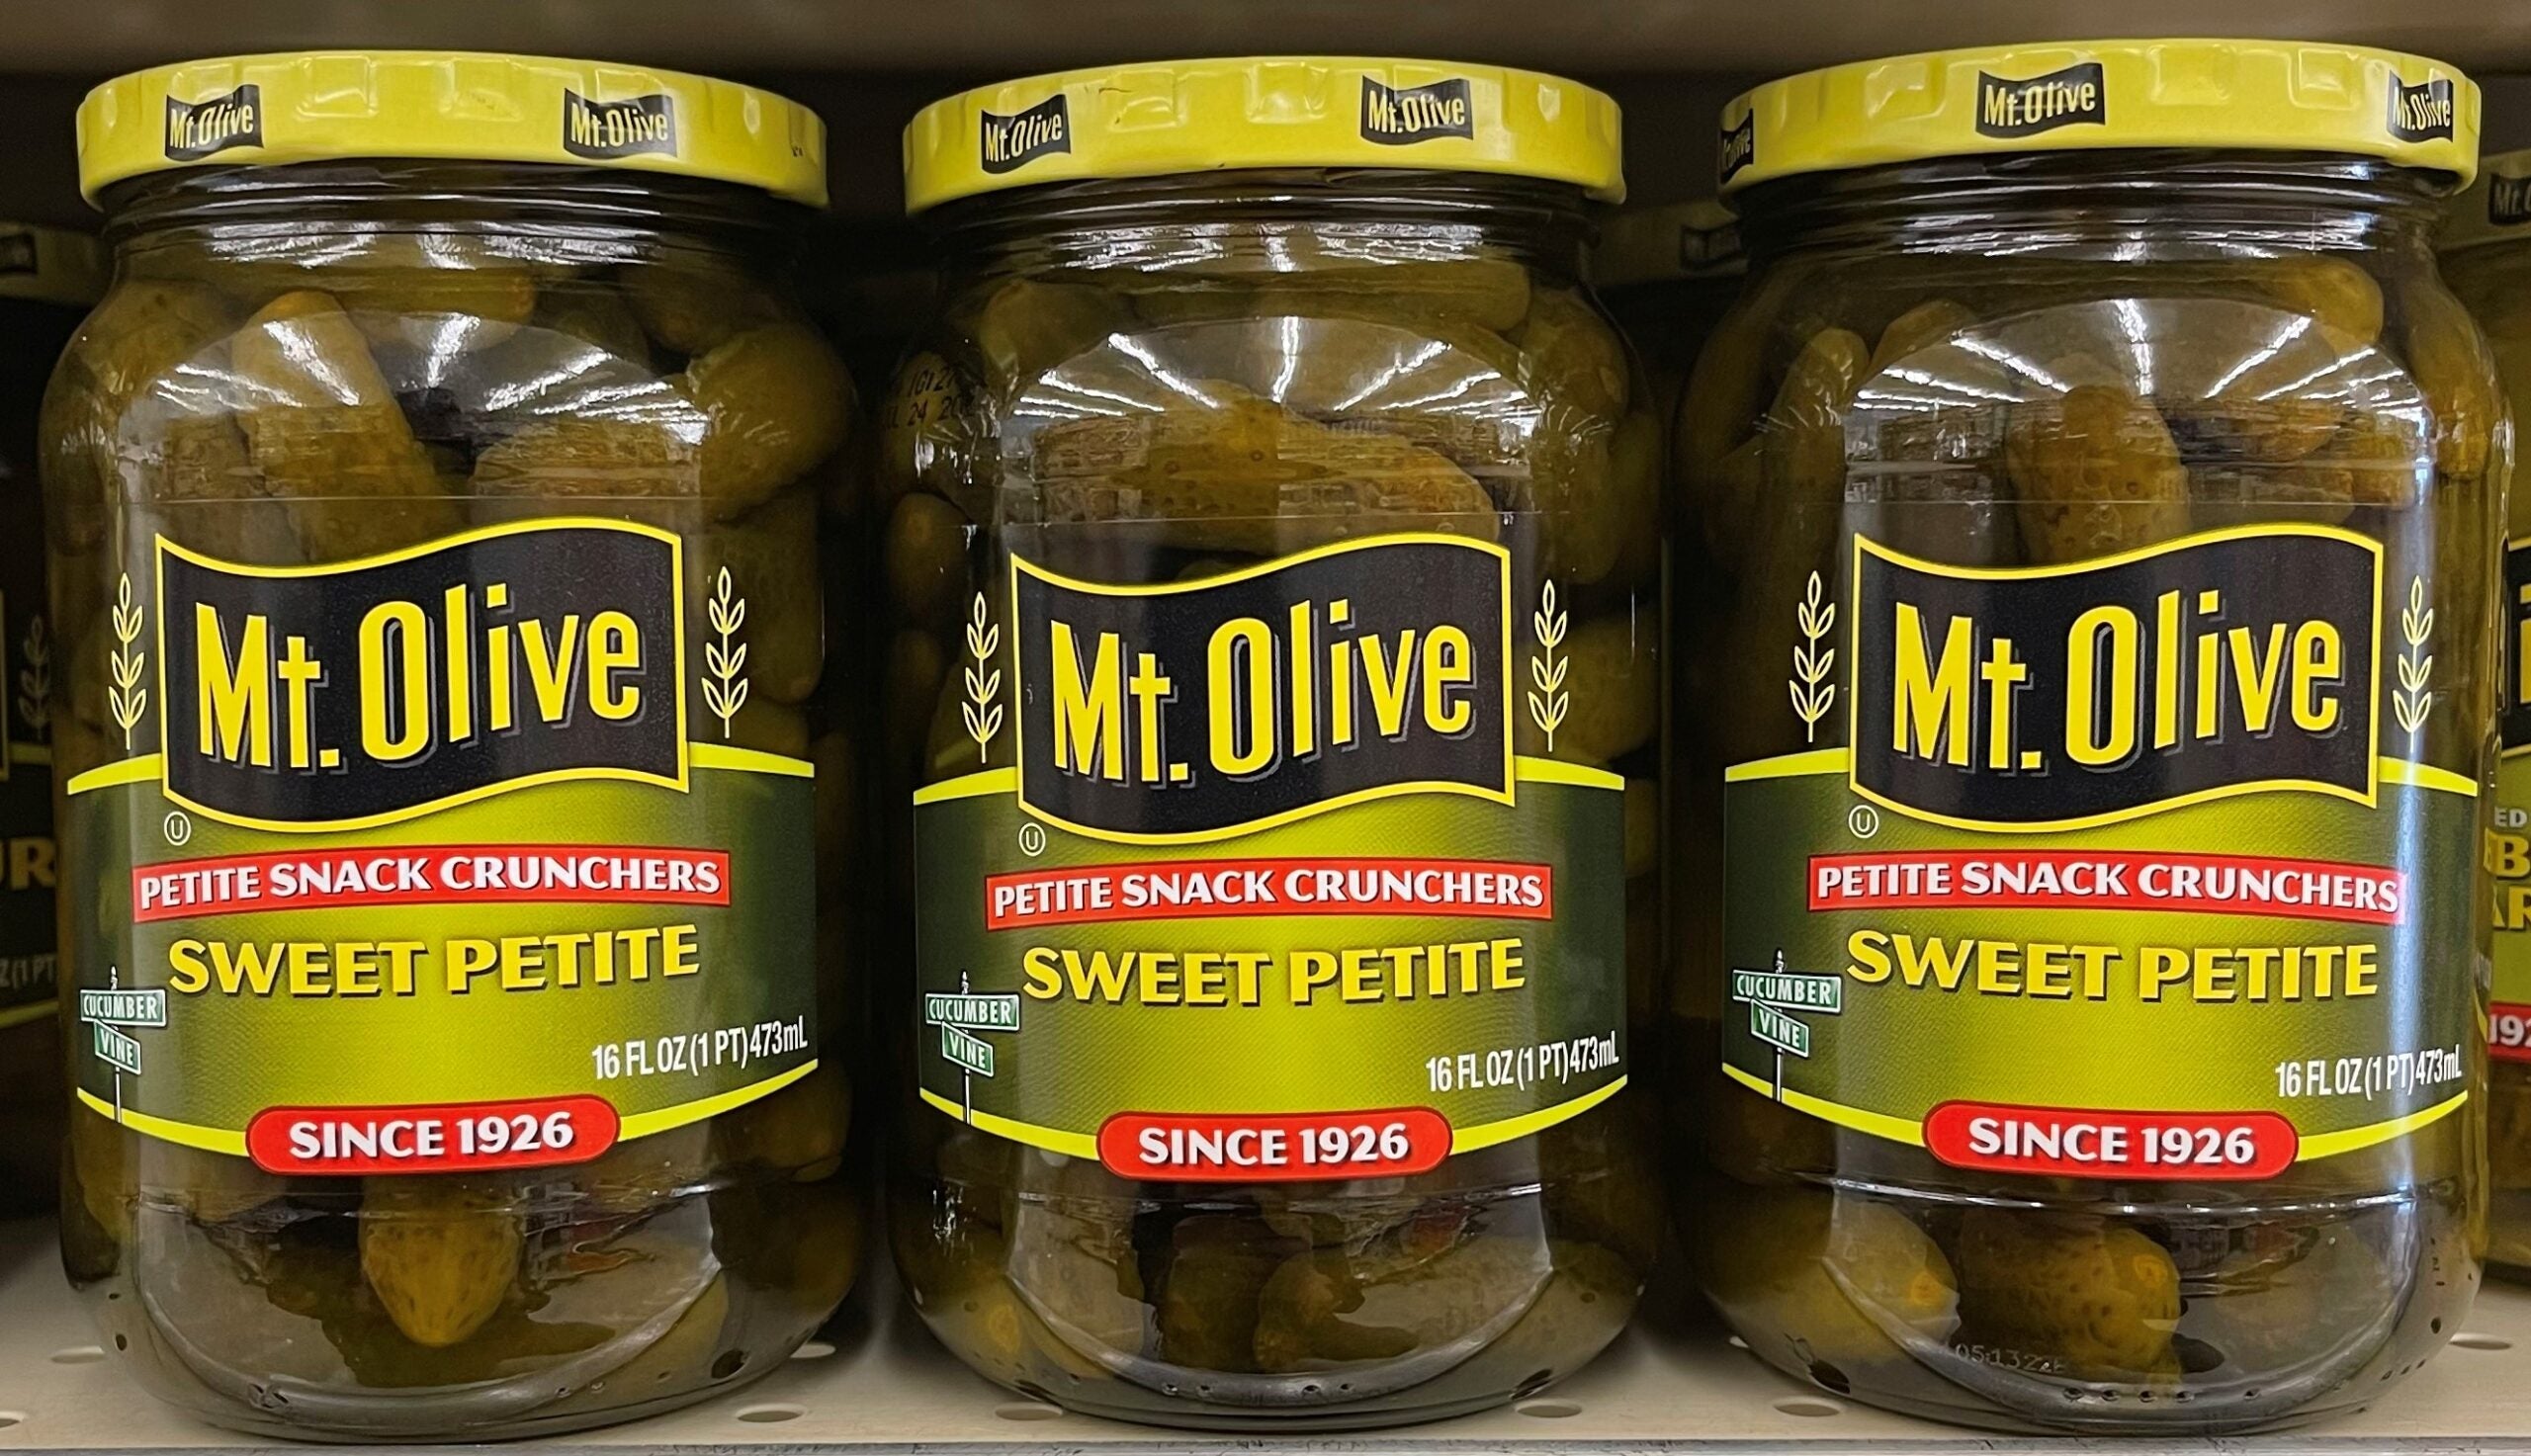 Mt. Olive
Mt. Olive
Mt. Olive
U
PETITE SNACK CRUNCHERS
SWEET PETITE
CUCUMBER
VINE
16 FL OZ (1 PT) 473mL
SINCE 1926
Mt. Olive
Mt. Olive
Mt. Olive
U
PETITE SNACK CRUNCHERS
SWEET PETITE
CUCUMBER
VINE
16 FL OZ (1 PT) 473mL
SINCE 1926
Mt. Olive
Mt. Olive
Mt. Olive
U
PETITE SNACK CRUNCHERS
SWEET PETITE
CUCUMBER
VINE
16 FL OZ (1 PT) 473mL
SINCE 1926